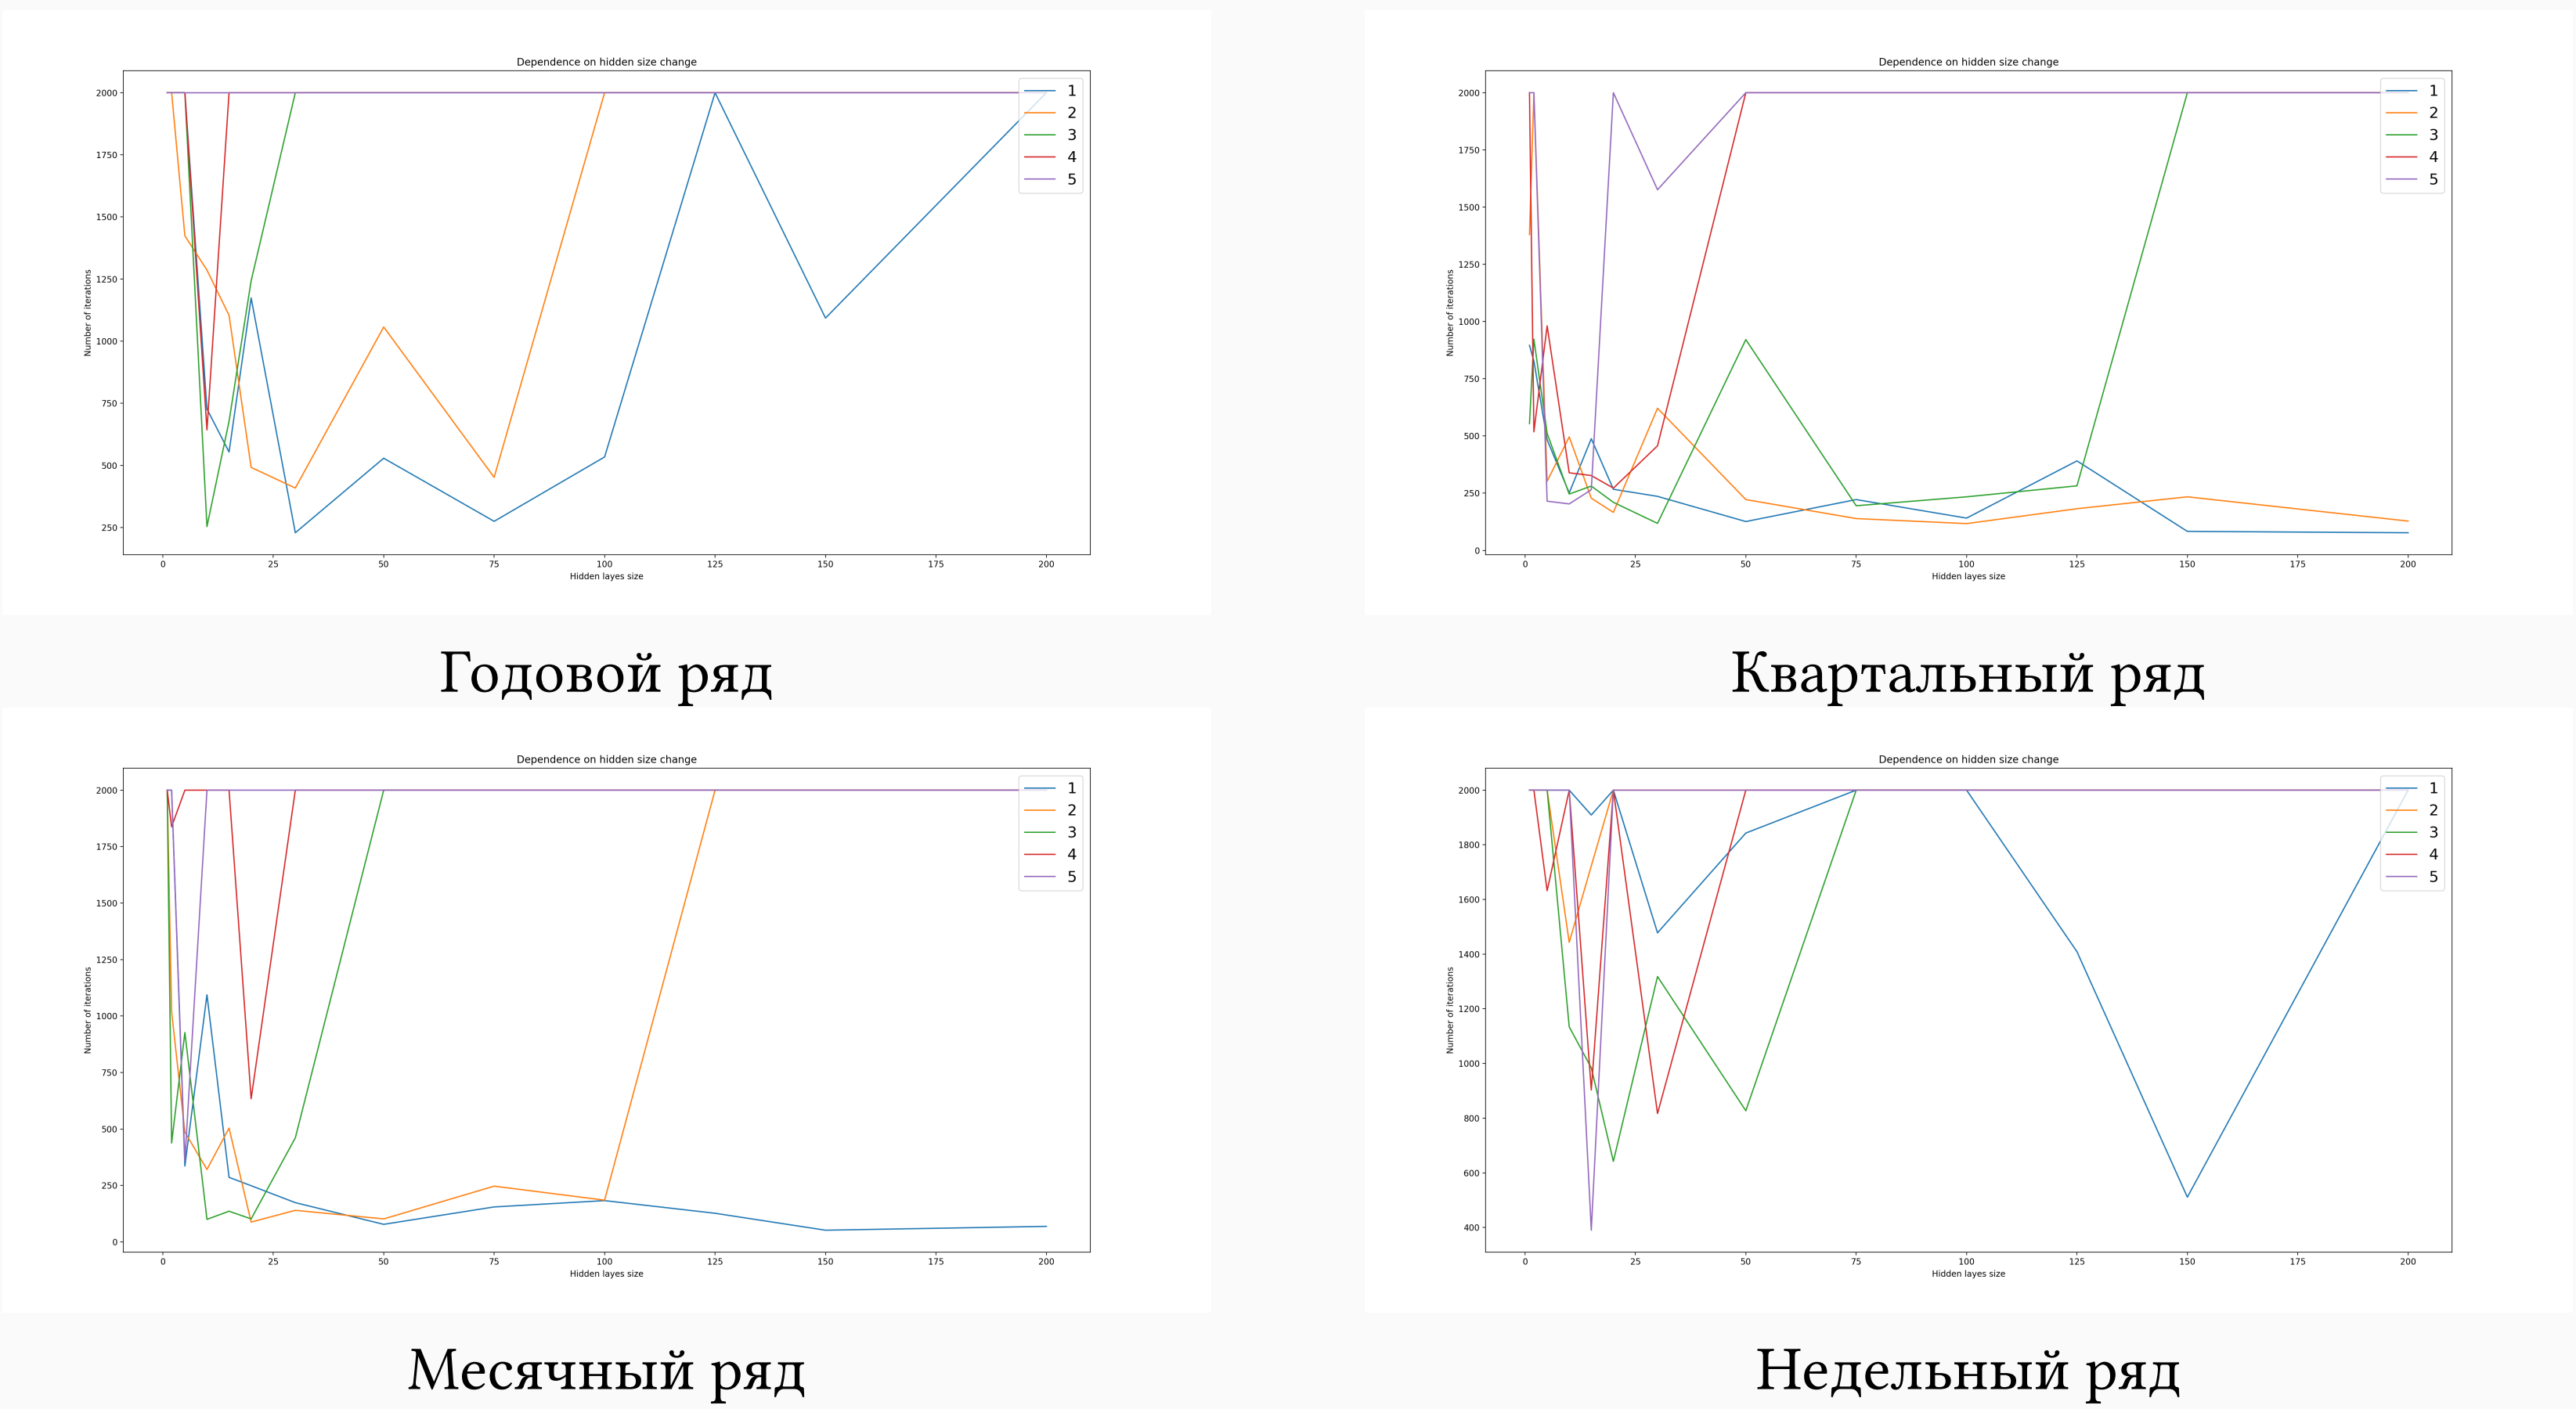 Dependence on hidden size change
2000
1750
1500
1250
1000
750
500
250
Number of iterations
0 25 50 75 100 125 150 175 200
Hidden layes size
1
2
3
4
5
Годовой ряд
Dependence on hidden size change
2000
1750
1500
1250
1000
750
500
250
0
Number of iterations
0 25 50 75 100 125 150 175 200
Hidden layes size
1
2
3
4
5
Квартальный ряд
Dependence on hidden size change
2000
1750
1500
1250
1000
750
500
250
0
Number of iterations
0 25 50 75 100 125 150 175 200
Hidden layes size
1
2
3
4
5
Месячный ряд
Dependence on hidden size change
2000
1800
1600
1400
1200
1000
800
600
400
Number of iterations
0 25 50 75 100 125 150 175 200
Hidden layes size
1
2
3
4
5
Недельный ряд